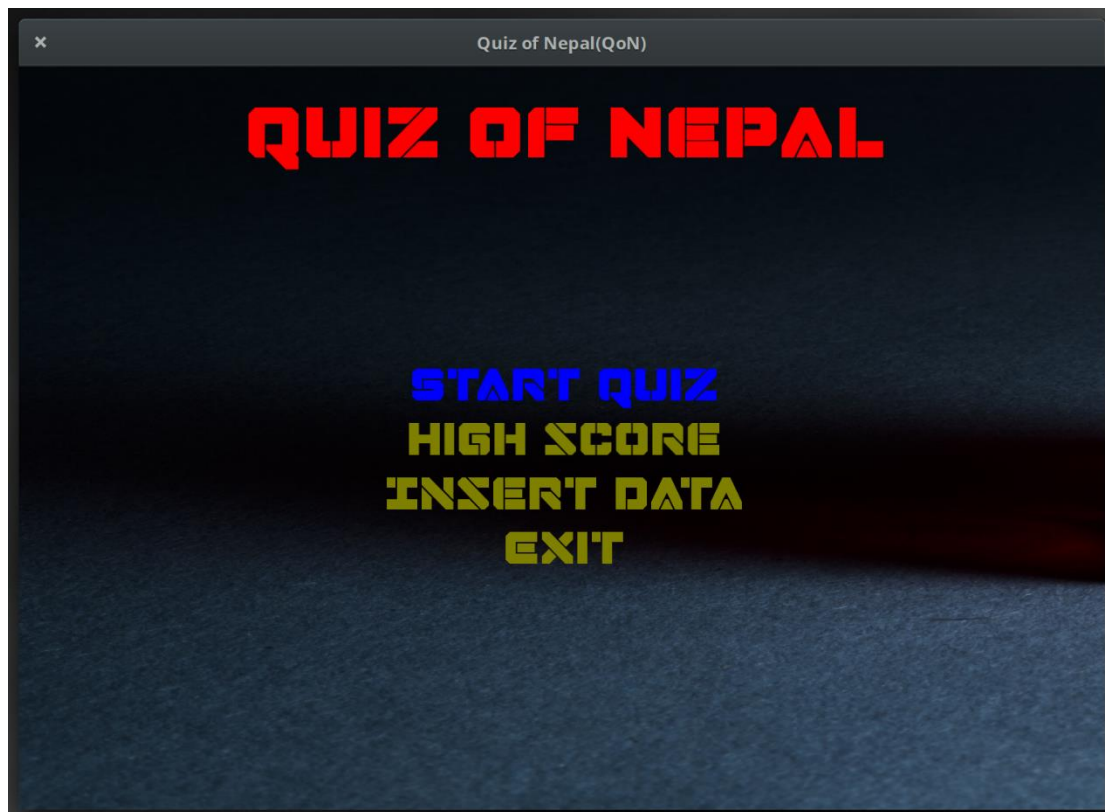 Quiz of Nepal(QoN)
QUIZ OF NEPAL
START QUIZ
HIGH SCORE
INSERT DATA
EXIT